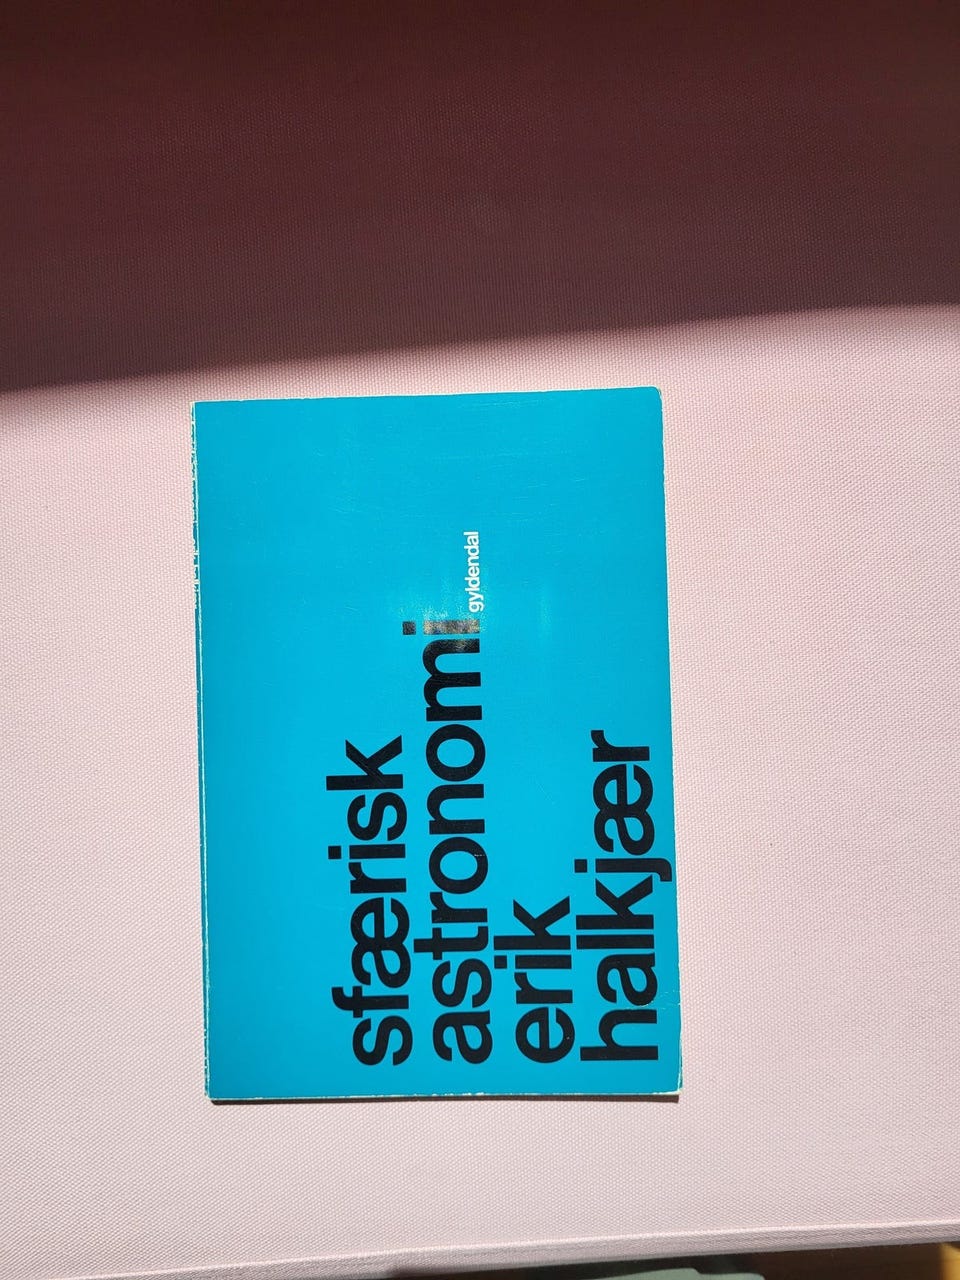 sfærisk
astronomi gyldendal
erik
halkjær